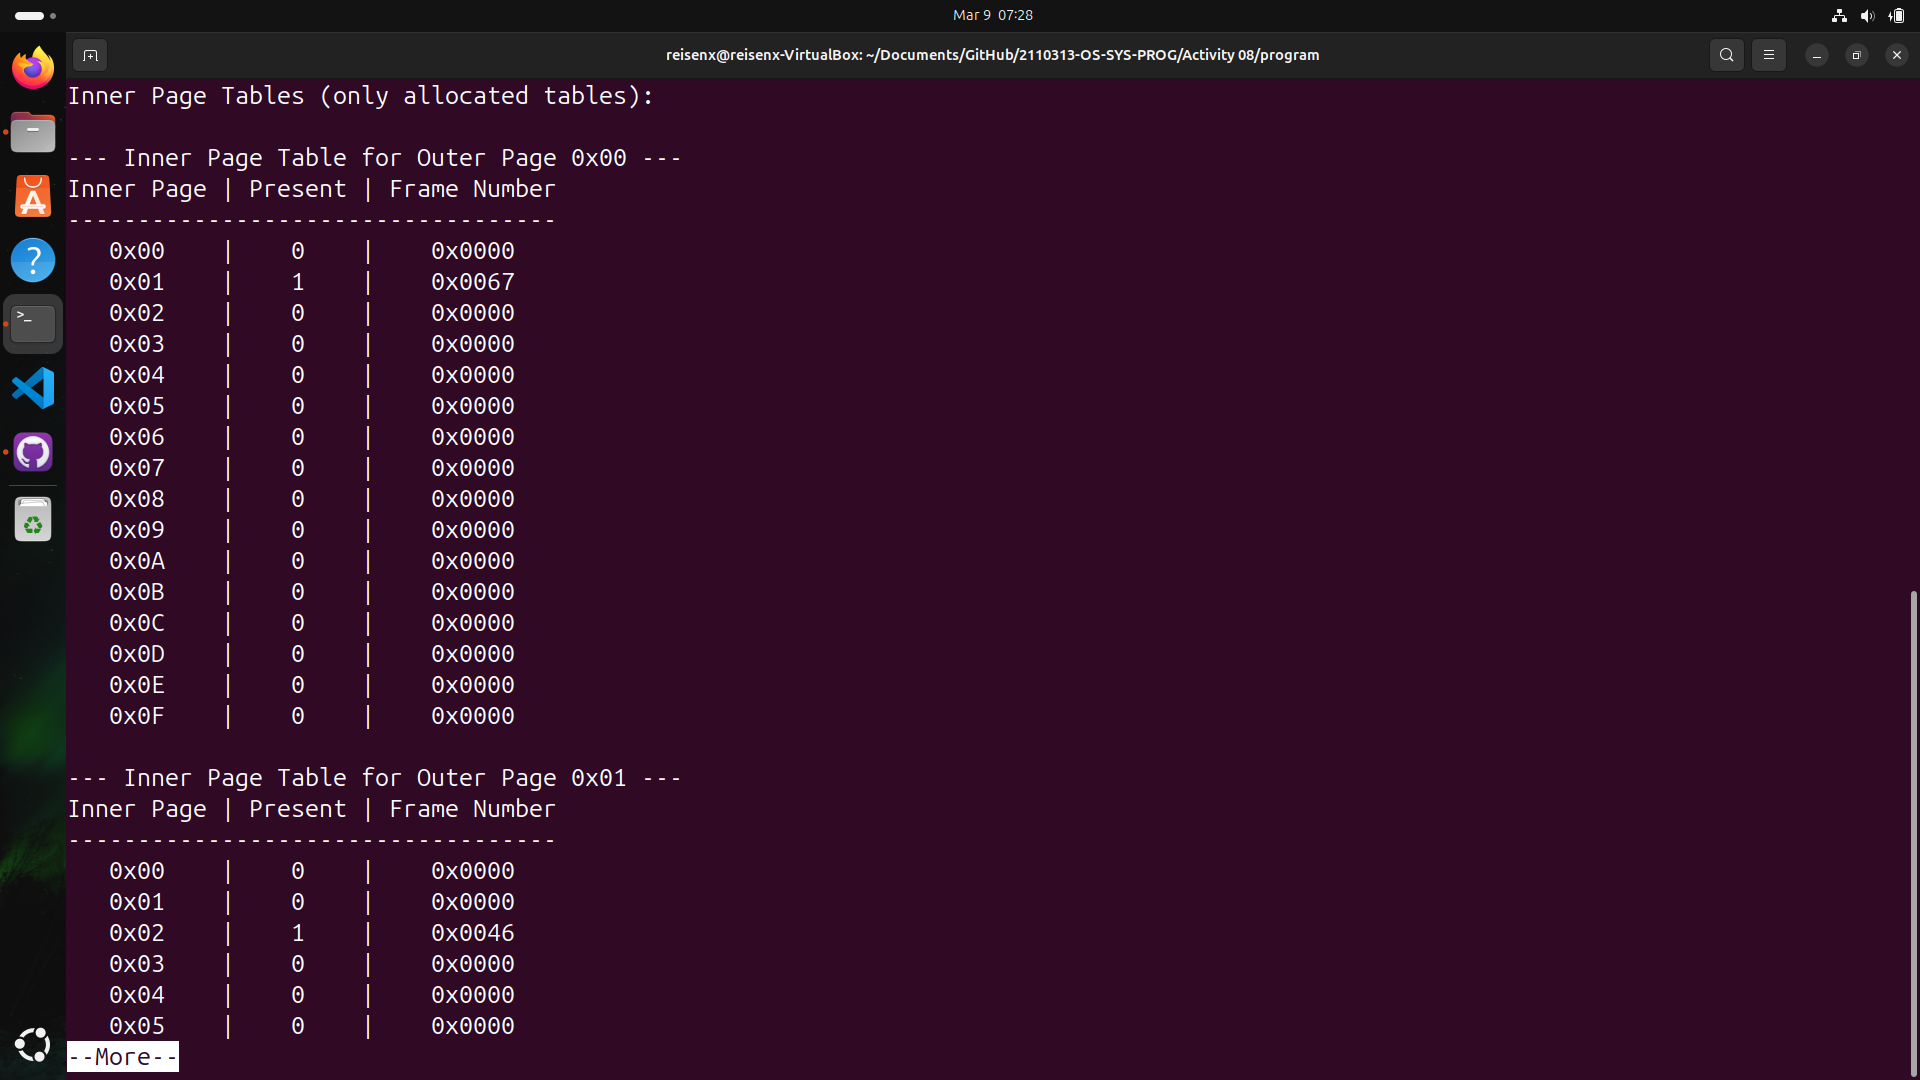 Mar 9 07:28
reisenx@reisenx-VirtualBox: ~/Documents/GitHub/2110313-OS-SYS-PROG/Activity 08/program
Inner Page Tables (only allocated tables):
--- Inner Page Table for Outer Page 0x00 ---
Inner Page | Present | Frame Number
-----------------------------------
0x00 | 0 | 0x0000
0x01 | 1 | 0x0067
0x02 | 0 | 0x0000
0x03 | 0 | 0x0000
0x04 | 0 | 0x0000
0x05 | 0 | 0x0000
0x06 | 0 | 0x0000
0x07 | 0 | 0x0000
0x08 | 0 | 0x0000
0x09 | 0 | 0x0000
0x0A | 0 | 0x0000
0x0B | 0 | 0x0000
0x0C | 0 | 0x0000
0x0D | 0 | 0x0000
0x0E | 0 | 0x0000
0x0F | 0 | 0x0000
--- Inner Page Table for Outer Page 0x01 ---
Inner Page | Present | Frame Number
-----------------------------------
0x00 | 0 | 0x0000
0x01 | 0 | 0x0000
0x02 | 1 | 0x0046
0x03 | 0 | 0x0000
0x04 | 0 | 0x0000
0x05 | 0 | 0x0000
--More--